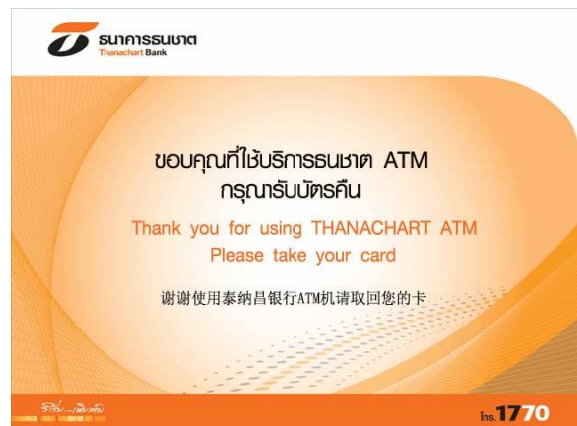 ธนาคารธนชาต
Thanachart Bank
ขอบคุณที่ใช้บริการธนชาต ATM
กรุณารับบัตรคืน
Thank you for using THANACHART ATM
Please take your card
谢谢使用泰纳昌银行ATM机请取回您的卡
โทร.1770